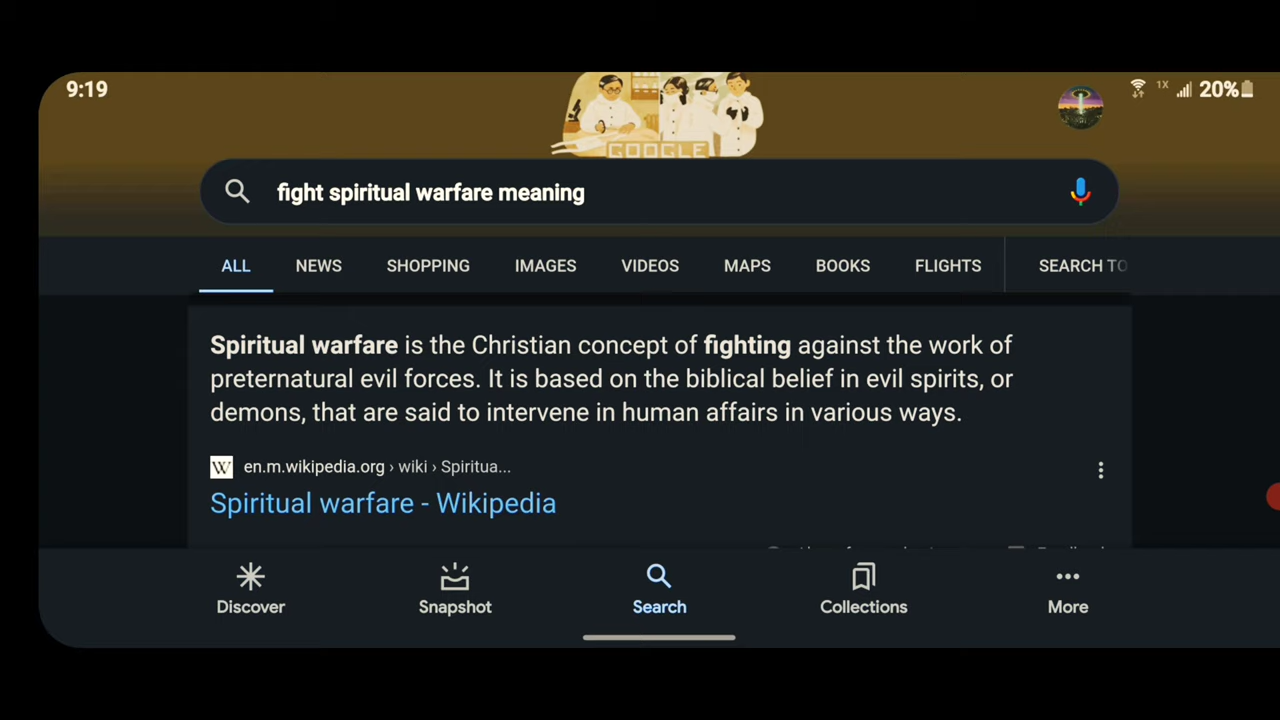 9:19
1X
20%
GOOGLE
fight spiritual warfare meaning
ALL NEWS SHOPPING IMAGES VIDEOS MAPS BOOKS FLIGHTS SEARCH TO
Spiritual warfare is the Christian concept of fighting against the work of
preternatural evil forces. It is based on the biblical belief in evil spirits, or
demons, that are said to intervene in human affairs in various ways.
W en.m.wikipedia.org › wiki › Spiritua...
Spiritual warfare - Wikipedia
Discover Snapshot Search Collections More